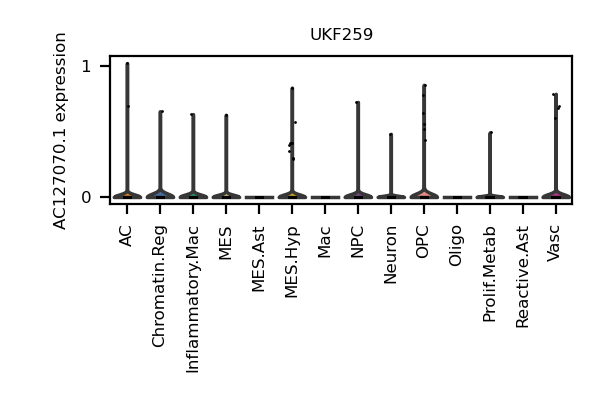 UKF259
AC127070.1 expression
1
0
AC
Chromatin.Reg
Inflammatory.Mac
MES
MES.Ast
MES.Hyp
Mac
NPC
Neuron
OPC
Oligo
Prolif.Metab
Reactive.Ast
Vasc